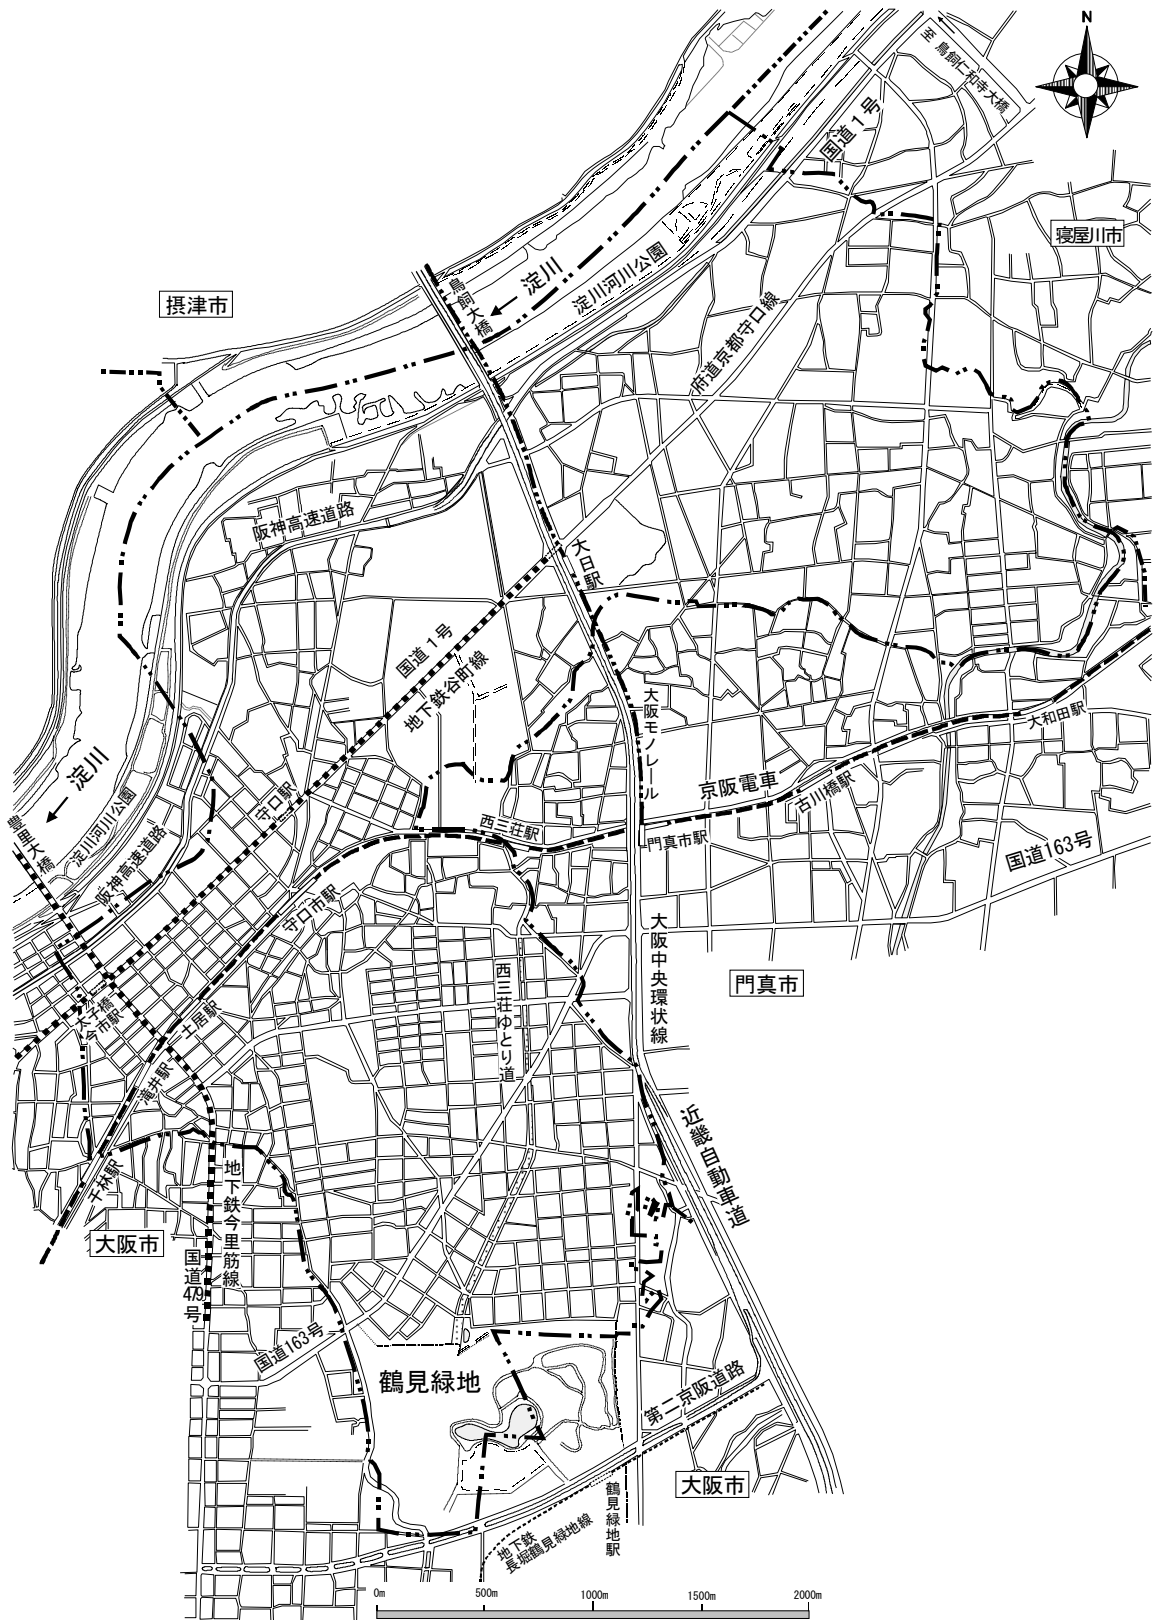 N
至 鳥飼仁和寺大橋
国道1号
寝屋川市
鳥飼大橋
淀川
淀川河川公園
摂津市
府道京都守口線
阪神高速道路
大日駅
国道1号
地下鉄谷町線
大阪モノレール
大和田駅
淀川
京阪電車
古川橋駅
守口駅
西三荘駅
門真市駅
豊里大橋
淀川河川公園
阪神高速道路
国道163号
守口市駅
大阪中央環状線
西三荘ゆとり道
門真市
太子橋
今市駅
土居駅
滝井駅
近畿自動車道
千林駅
地下鉄今里筋線
大阪市
国道479号
国道163号
鶴見緑地
第二京阪道路
大阪市
鶴見緑地駅
地下鉄
長堀鶴見緑地線
0m 500m 1000m 1500m 2000m